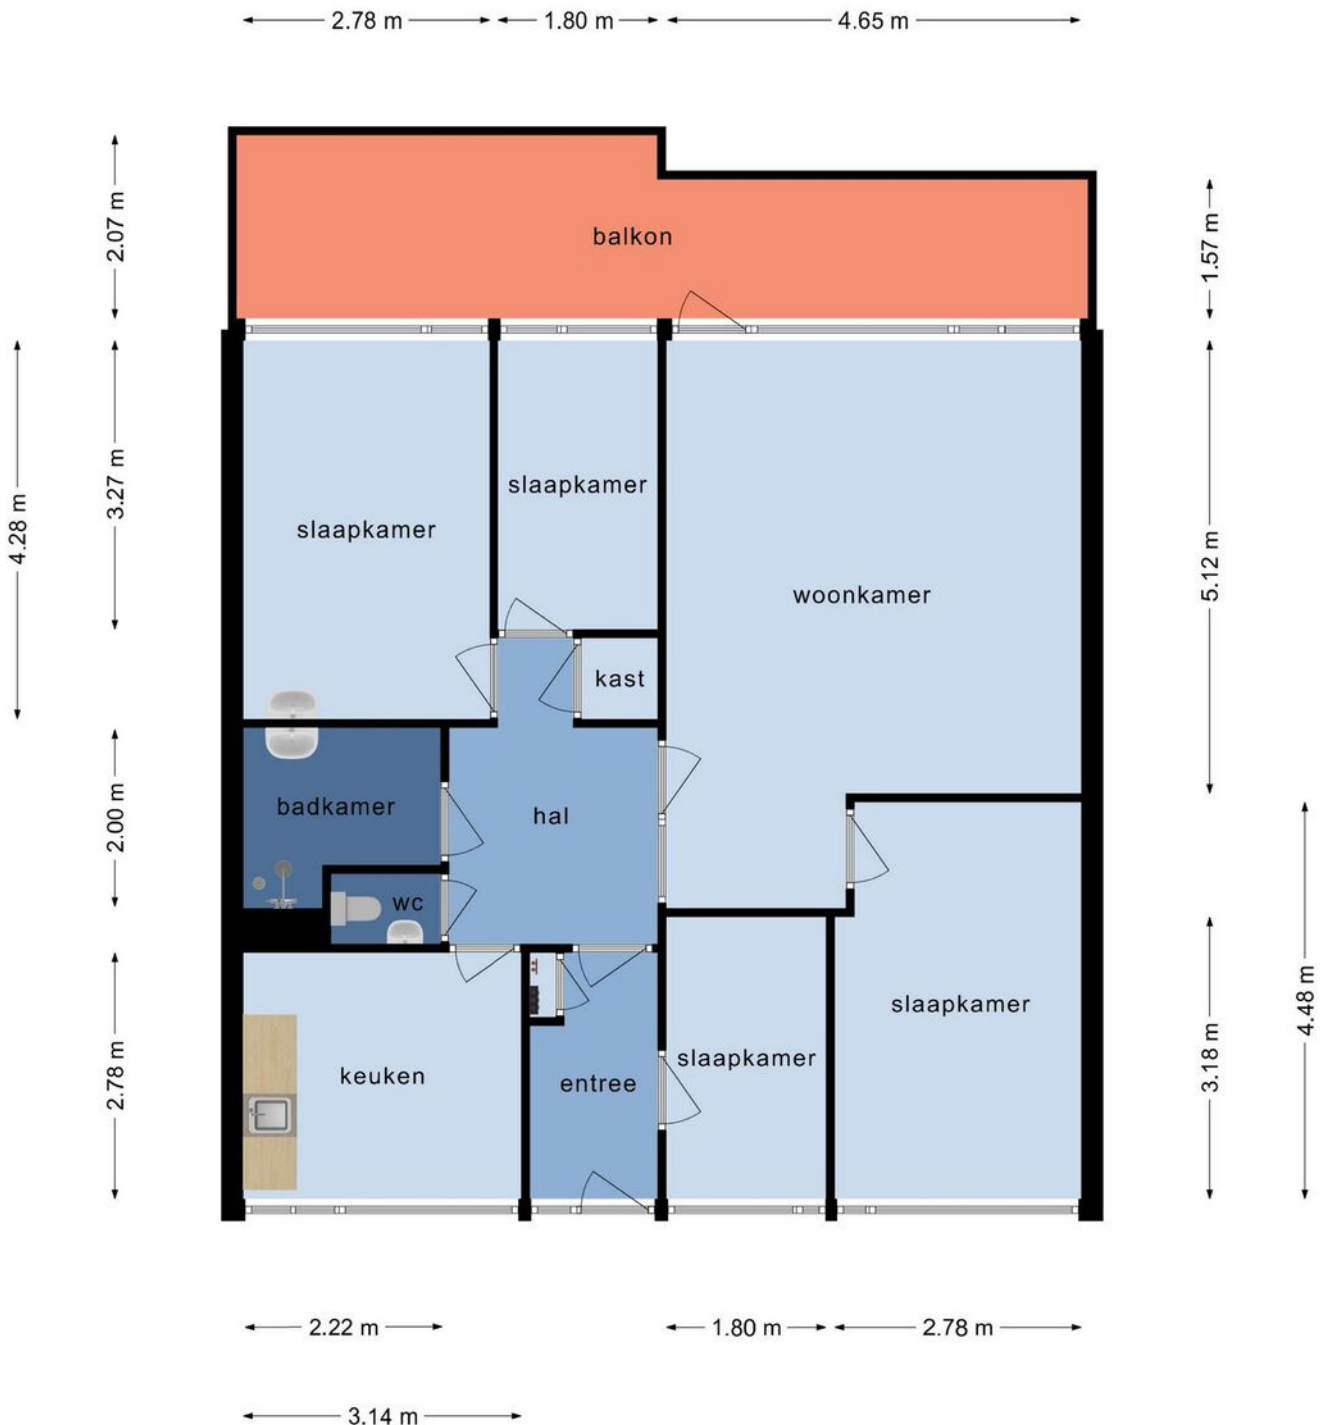 2.78 m
1.80 m
4.65 m
2.07 m
1.57 m
balkon
4.28 m
3.27 m
5.12 m
slaapkamer
slaapkamer
woonkamer
kast
2.00 m
badkamer
hal
wc
4.48 m
2.78 m
3.18 m
keuken
entree
slaapkamer
slaapkamer
2.22 m
1.80 m
2.78 m
3.14 m